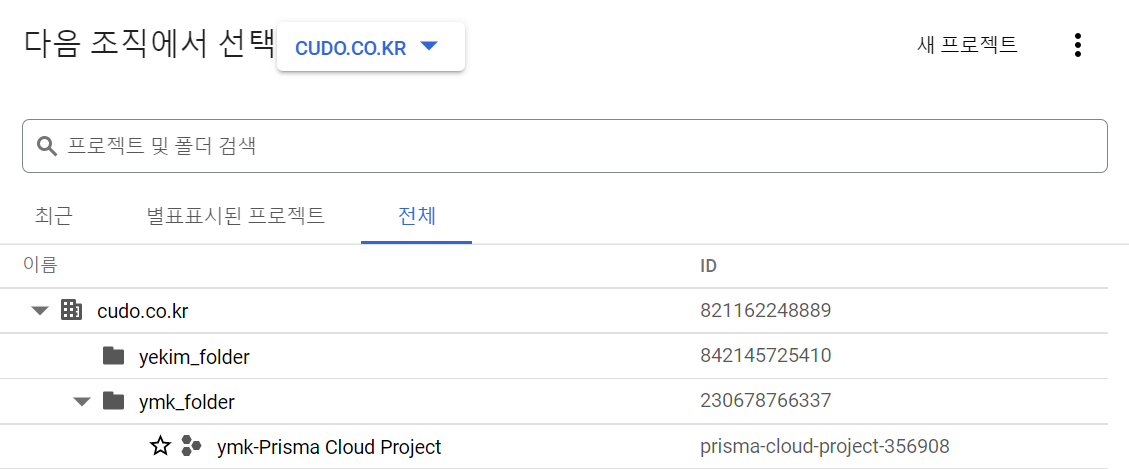 다음 조직에서 선택 CUDO.CO.KR 새 프로젝트
프로젝트 및 폴더 검색
최근 별표표시된 프로젝트 전체
이름 ID
cudo.co.kr 821162248889
yekim_folder 842145725410
ymk_folder 230678766337
ymk-Prisma Cloud Project prisma-cloud-project-356908